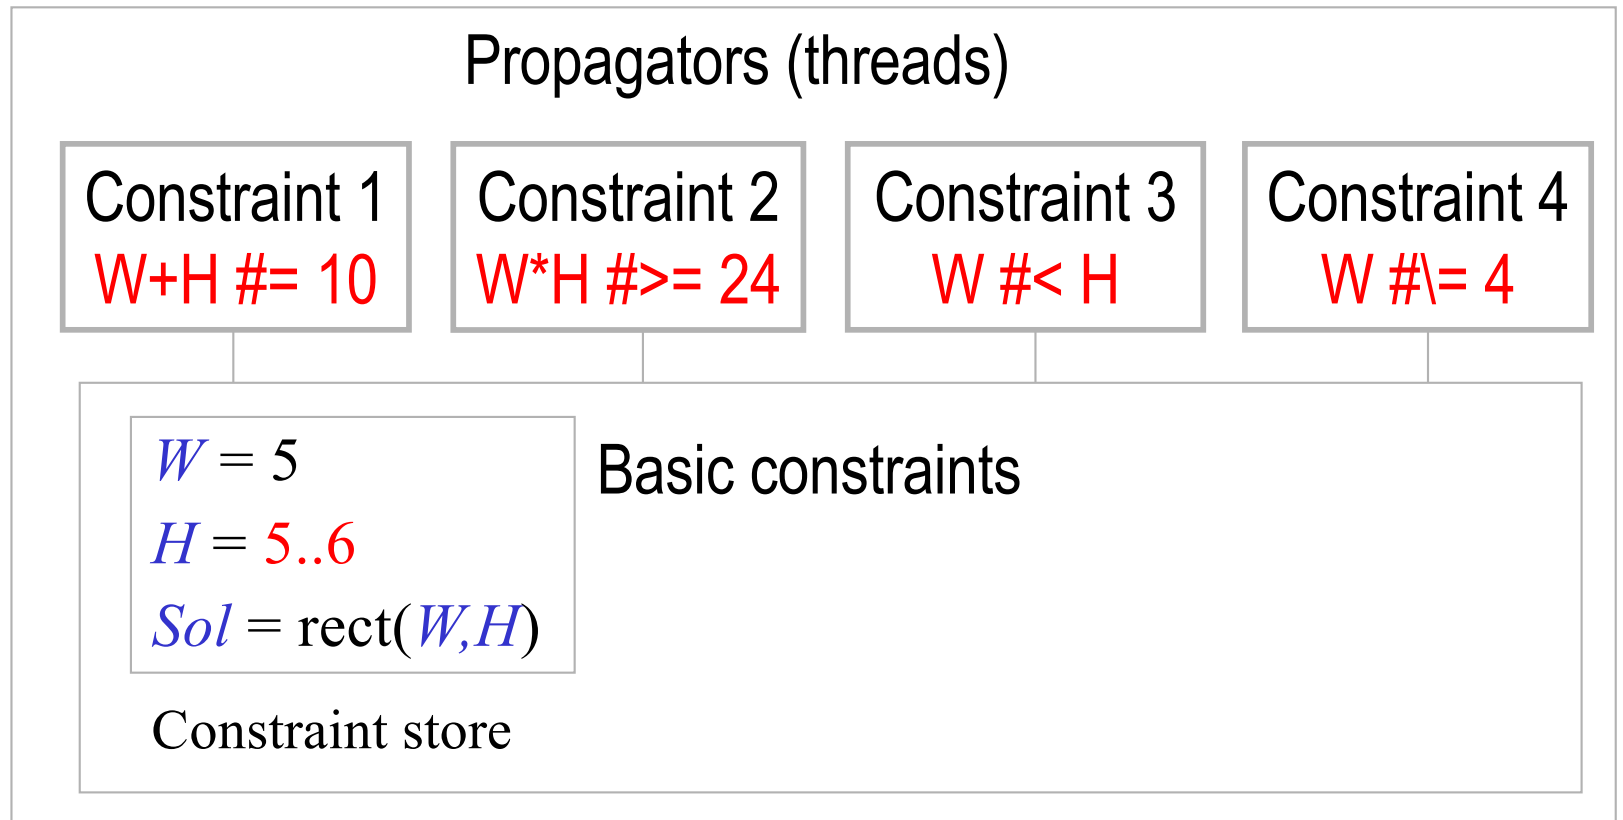 Propagators (threads)
Constraint 1
W+H #= 10
Constraint 2
W*H #>= 24
Constraint 3
W #< H
Constraint 4
W #\= 4
W = 5
H = 5..6
Sol = rect(W,H)
Basic constraints
Constraint store